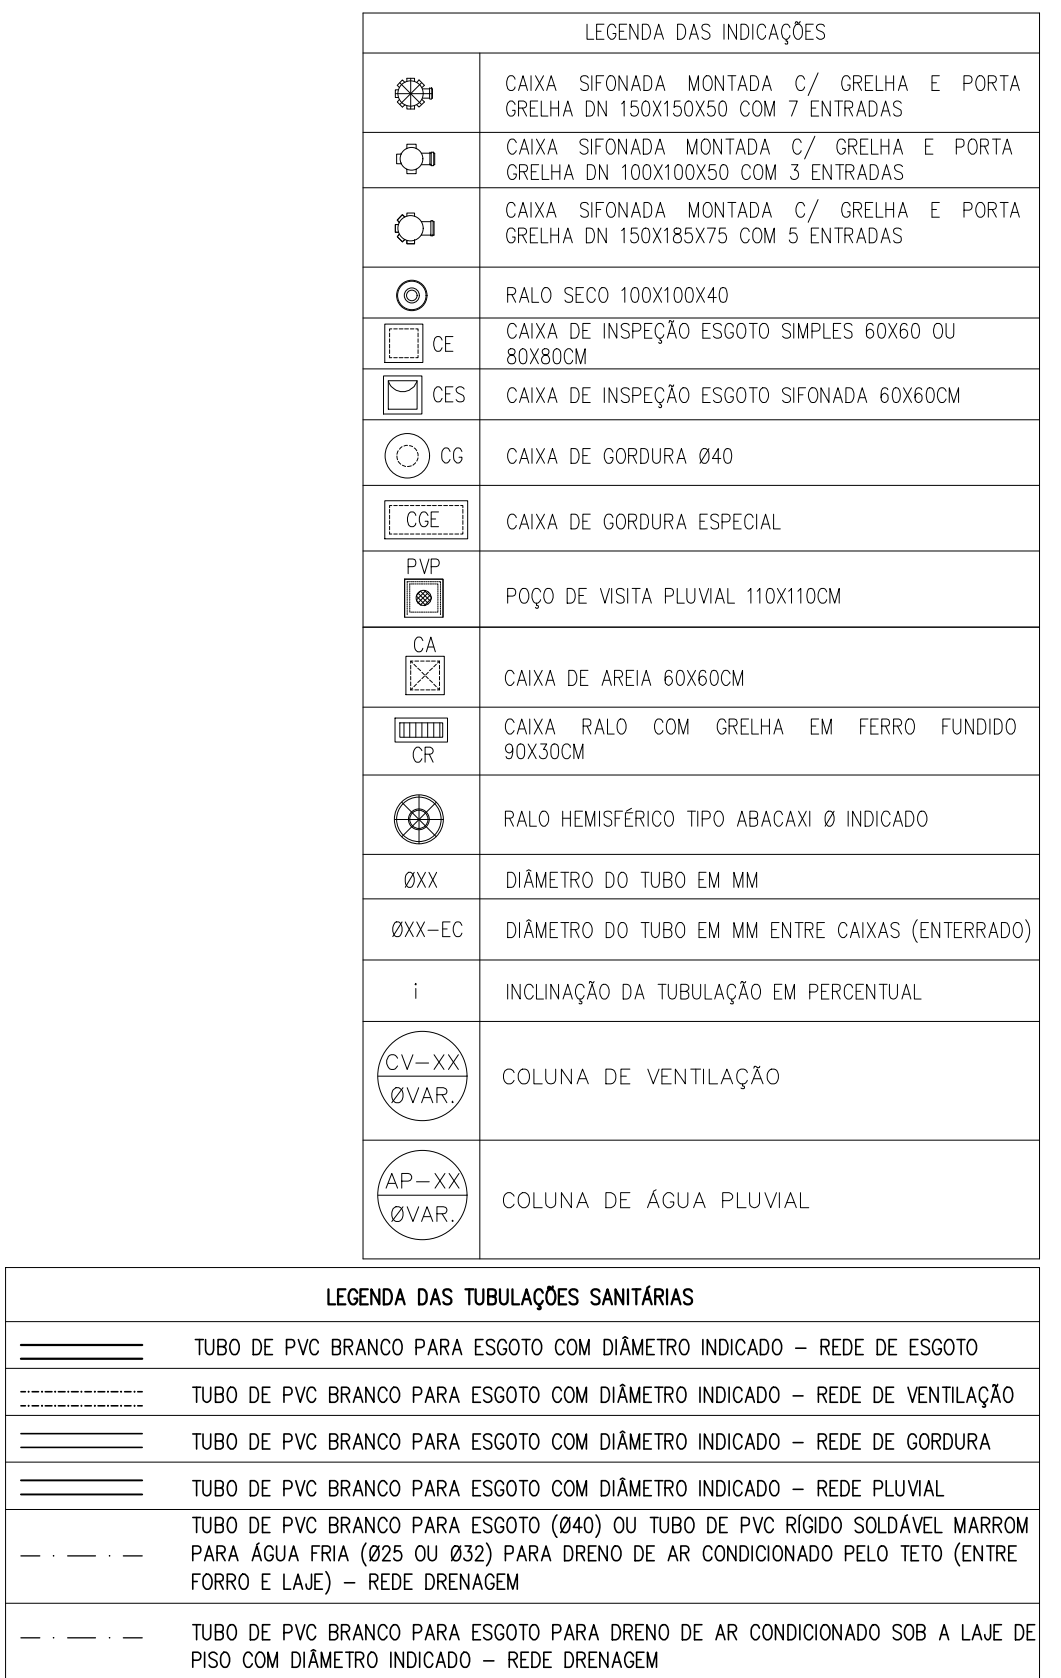 LEGENDA DAS INDICAÇÕES
CAIXA SIFONADA MONTADA C/ GRELHA E PORTA
GRELHA DN 150X150X50 COM 7 ENTRADAS
CAIXA SIFONADA MONTADA C/ GRELHA E PORTA
GRELHA DN 100X100X50 COM 3 ENTRADAS
CAIXA SIFONADA MONTADA C/ GRELHA E PORTA
GRELHA DN 150X185X75 COM 5 ENTRADAS
RALO SECO 100X100X40
CE
CAIXA DE INSPEÇÃO ESGOTO SIMPLES 60X60 OU
80X80CM
CES
CAIXA DE INSPEÇÃO ESGOTO SIFONADA 60X60CM
CG
CAIXA DE GORDURA Ø40
CGE
CAIXA DE GORDURA ESPECIAL
PVP
POÇO DE VISITA PLUVIAL 110X110CM
CA
CAIXA DE AREIA 60X60CM
CR
CAIXA RALO COM GRELHA EM FERRO FUNDIDO
90X30CM
RALO HEMISFÉRICO TIPO ABACAXI Ø INDICADO
ØXX
DIÂMETRO DO TUBO EM MM
ØXX-EC
DIÂMETRO DO TUBO EM MM ENTRE CAIXAS (ENTERRADO)
i
INCLINAÇÃO DA TUBULAÇÃO EM PERCENTUAL
CV-XX
ØVAR.
COLUNA DE VENTILAÇÃO
AP-XX
ØVAR.
COLUNA DE ÁGUA PLUVIAL
LEGENDA DAS TUBULAÇÕES SANITÁRIAS
TUBO DE PVC BRANCO PARA ESGOTO COM DIÂMETRO INDICADO – REDE DE ESGOTO
TUBO DE PVC BRANCO PARA ESGOTO COM DIÂMETRO INDICADO – REDE DE VENTILAÇÃO
TUBO DE PVC BRANCO PARA ESGOTO COM DIÂMETRO INDICADO – REDE DE GORDURA
TUBO DE PVC BRANCO PARA ESGOTO COM DIÂMETRO INDICADO – REDE PLUVIAL
TUBO DE PVC BRANCO PARA ESGOTO (Ø40) OU TUBO DE PVC RÍGIDO SOLDÁVEL MARROM
PARA ÁGUA FRIA (Ø25 OU Ø32) PARA DRENO DE AR CONDICIONADO PELO TETO (ENTRE
FORRO E LAJE) – REDE DRENAGEM
TUBO DE PVC BRANCO PARA ESGOTO PARA DRENO DE AR CONDICIONADO SOB A LAJE DE
PISO COM DIÂMETRO INDICADO – REDE DRENAGEM